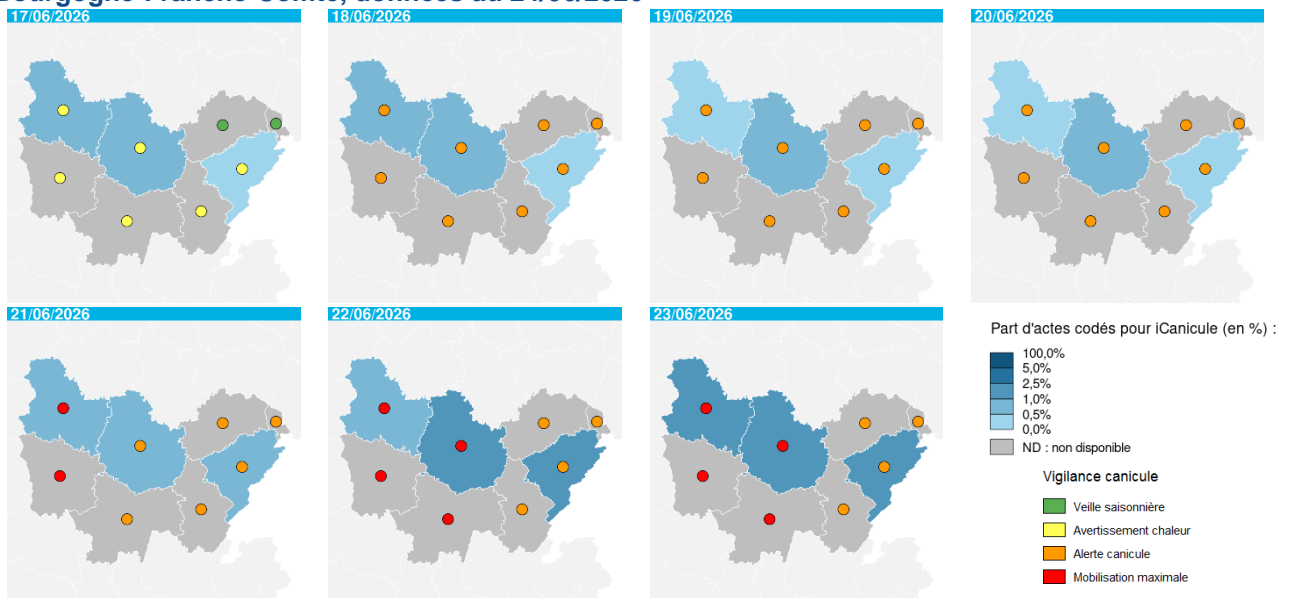 17/06/2026
18/06/2026
19/06/2026
20/06/2026
21/06/2026
22/06/2026
23/06/2026
Part d'actes codés pour iCanicule (en %) :
100,0%
5,0%
2,5%
1,0%
0,5%
0,0%
ND : non disponible
Vigilance canicule
Veille saisonnière
Avertissement chaleur
Alerte canicule
Mobilisation maximale